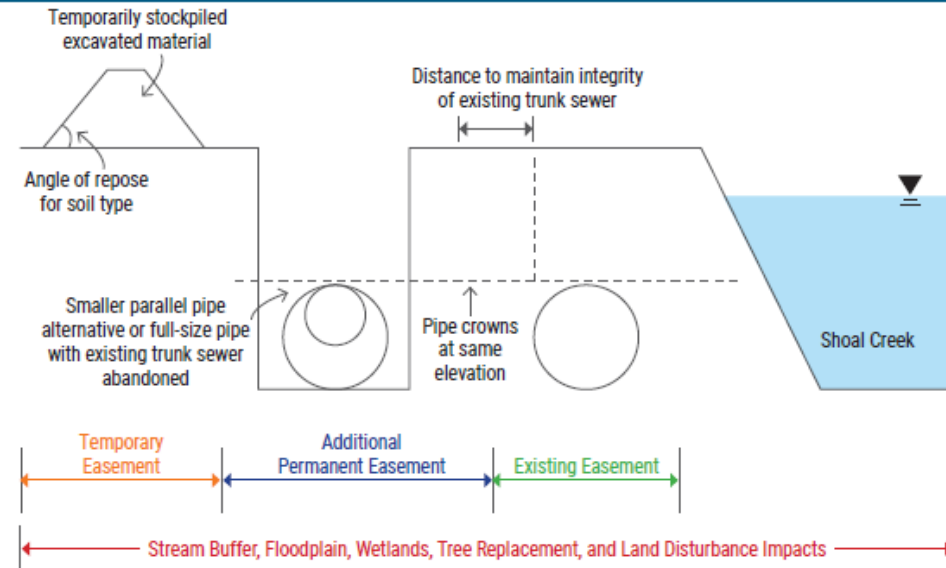 Temporarily stockpiled
excavated material
Distance to maintain integrity
of existing trunk sewer
Angle of repose
for soil type
Smaller parallel pipe
alternative or full-size pipe
with existing trunk sewer
abandoned
Pipe crowns
at same
elevation
Shoal Creek
Temporary
Easement
Additional
Permanent Easement
Existing Easement
Stream Buffer, Floodplain, Wetlands, Tree Replacement, and Land Disturbance Impacts